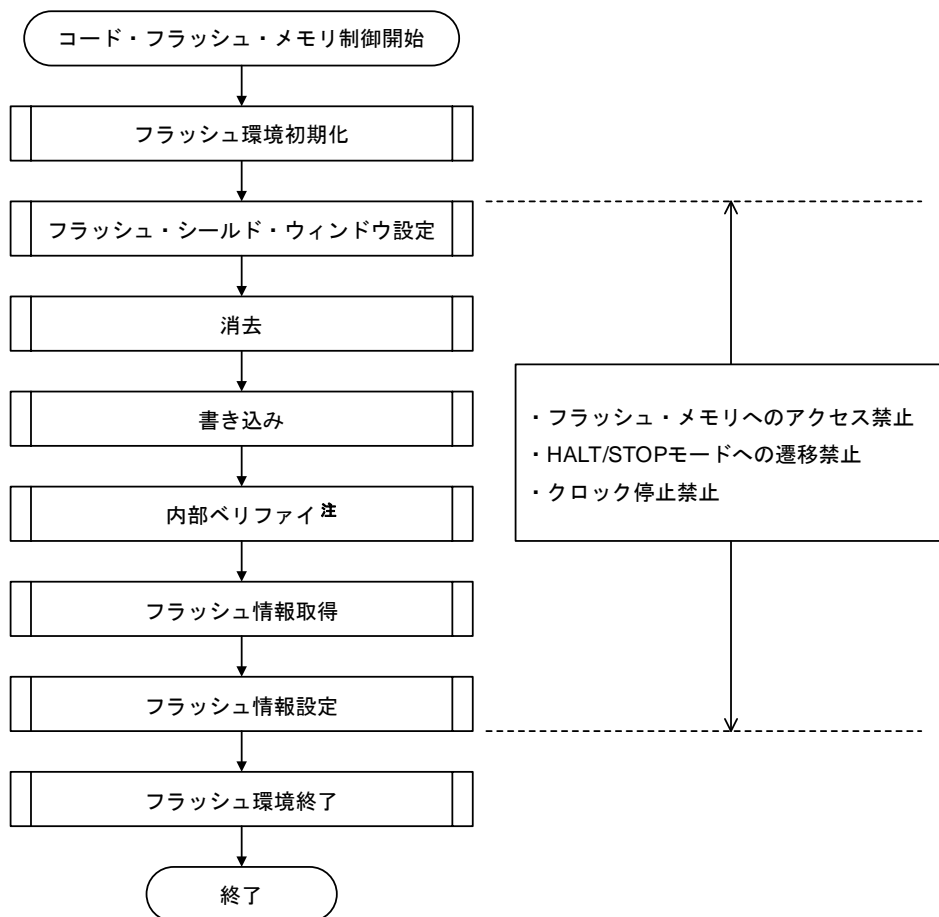 コード・フラッシュ・メモリ制御開始
フラッシュ環境初期化
フラッシュ・シールド・ウィンドウ設定
消去
書き込み
内部ベリファイ注
フラッシュ情報取得
フラッシュ情報設定
フラッシュ環境終了
終了
・フラッシュ・メモリへのアクセス禁止
・HALT/STOPモードへの遷移禁止
・クロック停止禁止